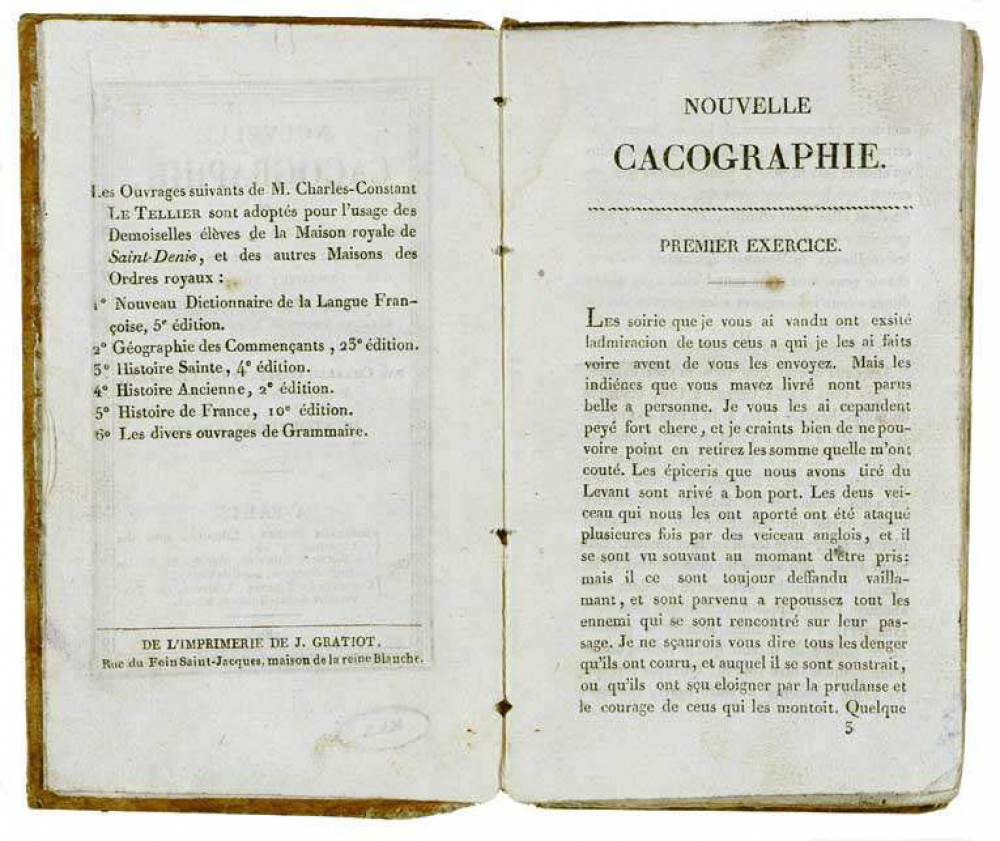 Les Ouvrages suivants de M. Charles-Constant
LE TELLIER sont adoptés pour l'usage des
Demoiselles élèves de la Maison royale de
Saint-Denis, et des autres Maisons des
Ordres royaux :
1° Nouveau Dictionnaire de la Langue Fran-
çoise, 5e édition.
2° Géographie des Commençants, 23e édition.
3° Histoire Sainte, 4e édition.
4° Histoire Ancienne, 2e édition.
5° Histoire de France, 10e édition.
6° Les divers ouvrages de Grammaire.
DE L'IMPRIMERIE DE J. GRATIOT,
Rue du Foin Saint-Jacques, maison de la reine Blanche.
NOUVELLE
CACOGRAPHIE.
PREMIER EXERCICE.
LES soirie que je vous ai vandu ont exsité
ladmiracion de tous ceus a qui je les ai faits
voire avent de vous les envoyez. Mais les
indiénes que vous mavez livré nont parus
belle a personne. Je vous les ai cepandent
peyé fort chere, et je craints bien de ne pou-
voire point en retirez les somme quelle m'ont
couté. Les épiceris que nous avons tiré du
Levant sont arivé a bon port. Les deus vei-
ceau qui nous les ont aporté ont été ataqué
plusieures fois par des veiceau anglois, et il
se sont vu souvant au momant d'être pris;
mais il ce sont toujour deffandu vailla-
mant, et sont parvenu a repoussez tout les
ennemi qui se sont rencontré sur leur pas-
sage. Je ne sçaurois vous dire tous les denger
qu'ils ont couru, et auquel il se sont soustrait,
ou qu'ils ont sçu eloigner par la prudanse et
le courage de ceus qui les montoit. Quelque
3